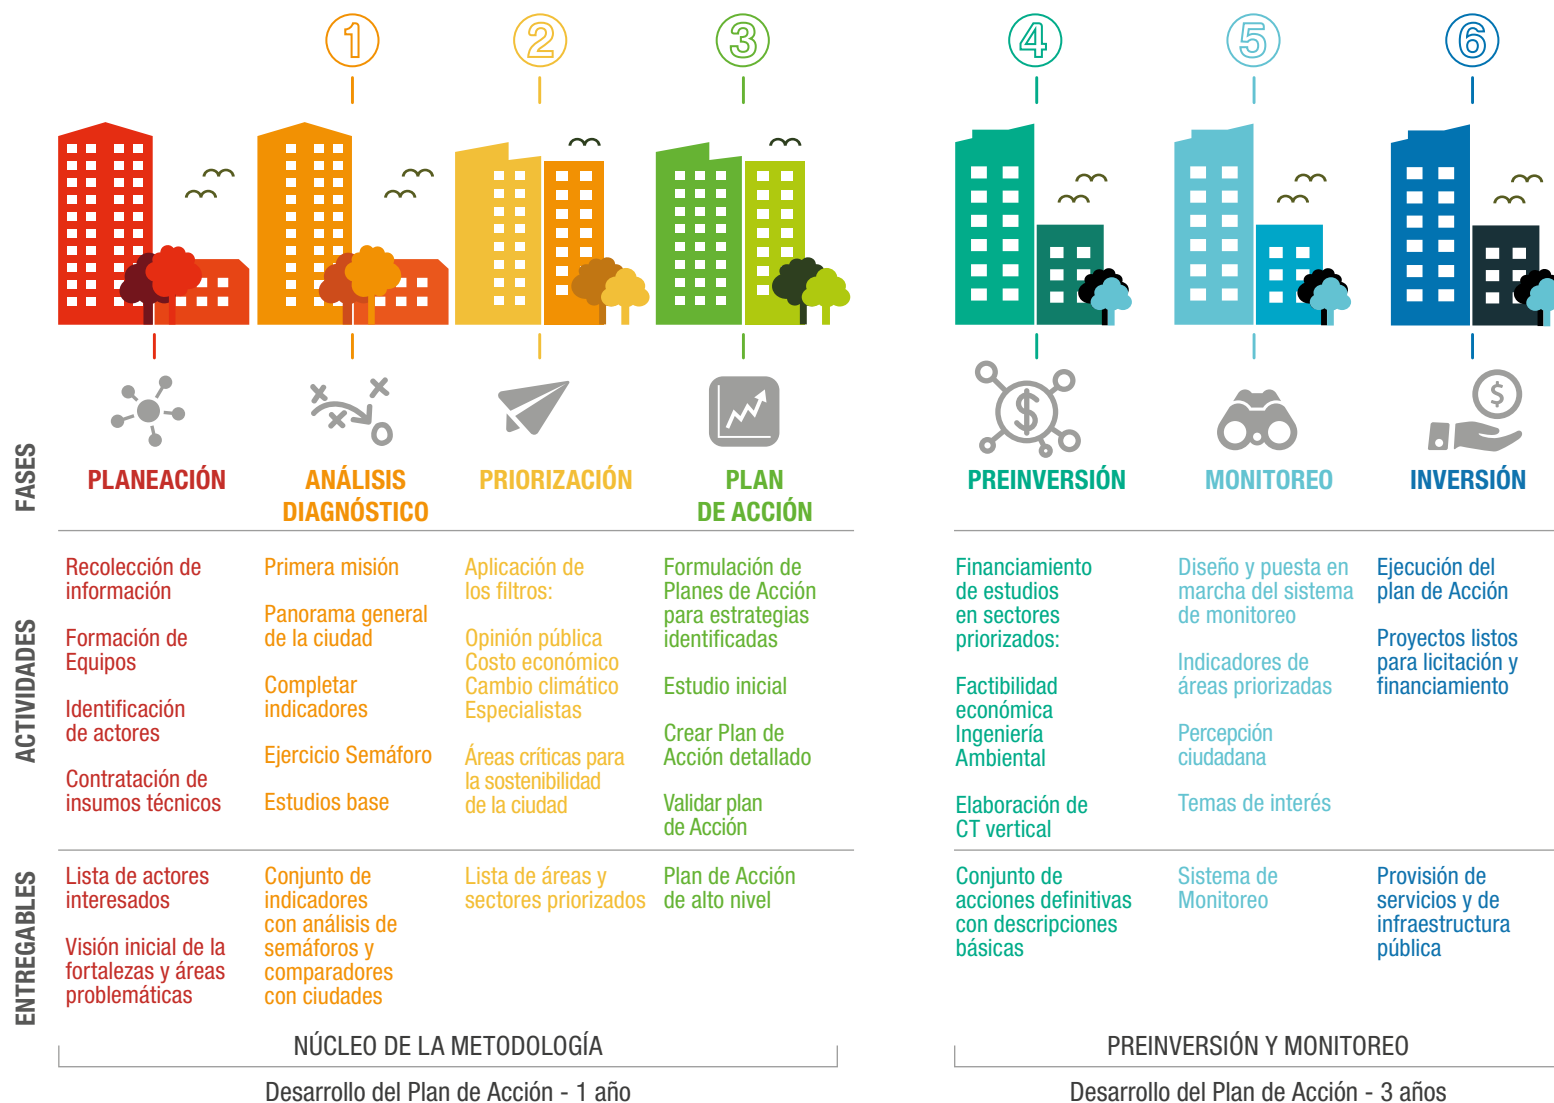 1
2
3
4
5
6
FASES
PLANEACIÓN
ANÁLISIS
DIAGNÓSTICO
PRIORIZACIÓN
PLAN
DE ACCIÓN
PREINVERSIÓN
MONITOREO
INVERSIÓN
ACTIVIDADES
Recolección de
información
Formación de
Equipos
Identificación
de actores
Contratación de
insumos técnicos
Primera misión
Panorama general
de la ciudad
Completar
indicadores
Ejercicio Semáforo
Estudios base
Aplicación de
los filtros:
Opinión pública
Costo económico
Cambio climático
Especialistas
Áreas críticas para
la sostenibilidad
de la ciudad
Formulación de
Planes de Acción
para estrategias
identificadas
Estudio inicial
Crear Plan de
Acción detallado
Validar plan
de Acción
Financiamiento
de estudios
en sectores
priorizados:
Factibilidad
económica
Ingeniería
Ambiental
Elaboración de
CT vertical
Diseño y puesta en
marcha del sistema
de monitoreo
Indicadores de
áreas priorizadas
Percepción
ciudadana
Temas de interés
Ejecución del
plan de Acción
Proyectos listos
para licitación y
financiamiento
ENTREGABLES
Lista de actores
interesados
Visión inicial de la
fortalezas y áreas
problemáticas
Conjunto de
indicadores
con análisis de
semáforos y
comparadores
con ciudades
Lista de áreas y
sectores priorizados
Plan de Acción
de alto nivel
Conjunto de
acciones definitivas
con descripciones
básicas
Sistema de
Monitoreo
Provisión de
servicios y de
infraestructura
pública
NÚCLEO DE LA METODOLOGÍA
Desarrollo del Plan de Acción - 1 año
PREINVERSIÓN Y MONITOREO
Desarrollo del Plan de Acción - 3 años